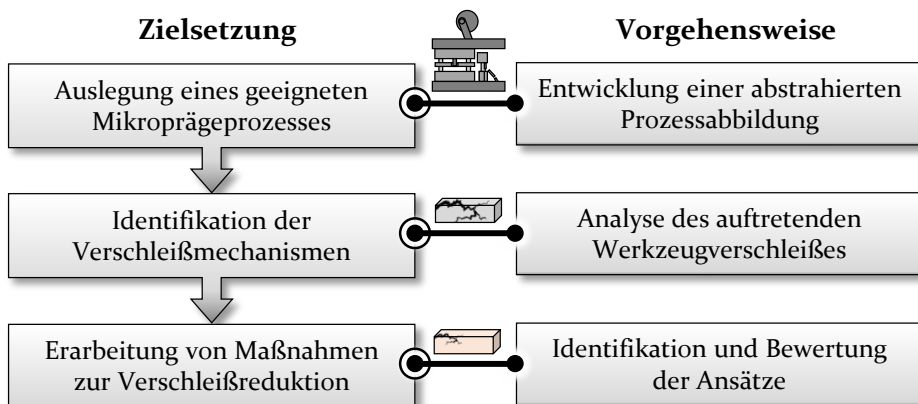 Zielsetzung
Vorgehensweise
Auslegung eines geeigneten
Mikroprägeprozesses
Entwicklung einer abstrahierten
Prozessabbildung
Identifikation der
Verschleißmechanismen
Analyse des auftretenden
Werkzeugverschleißes
Erarbeitung von Maßnahmen
zur Verschleißreduktion
Identifikation und Bewertung
der Ansätze